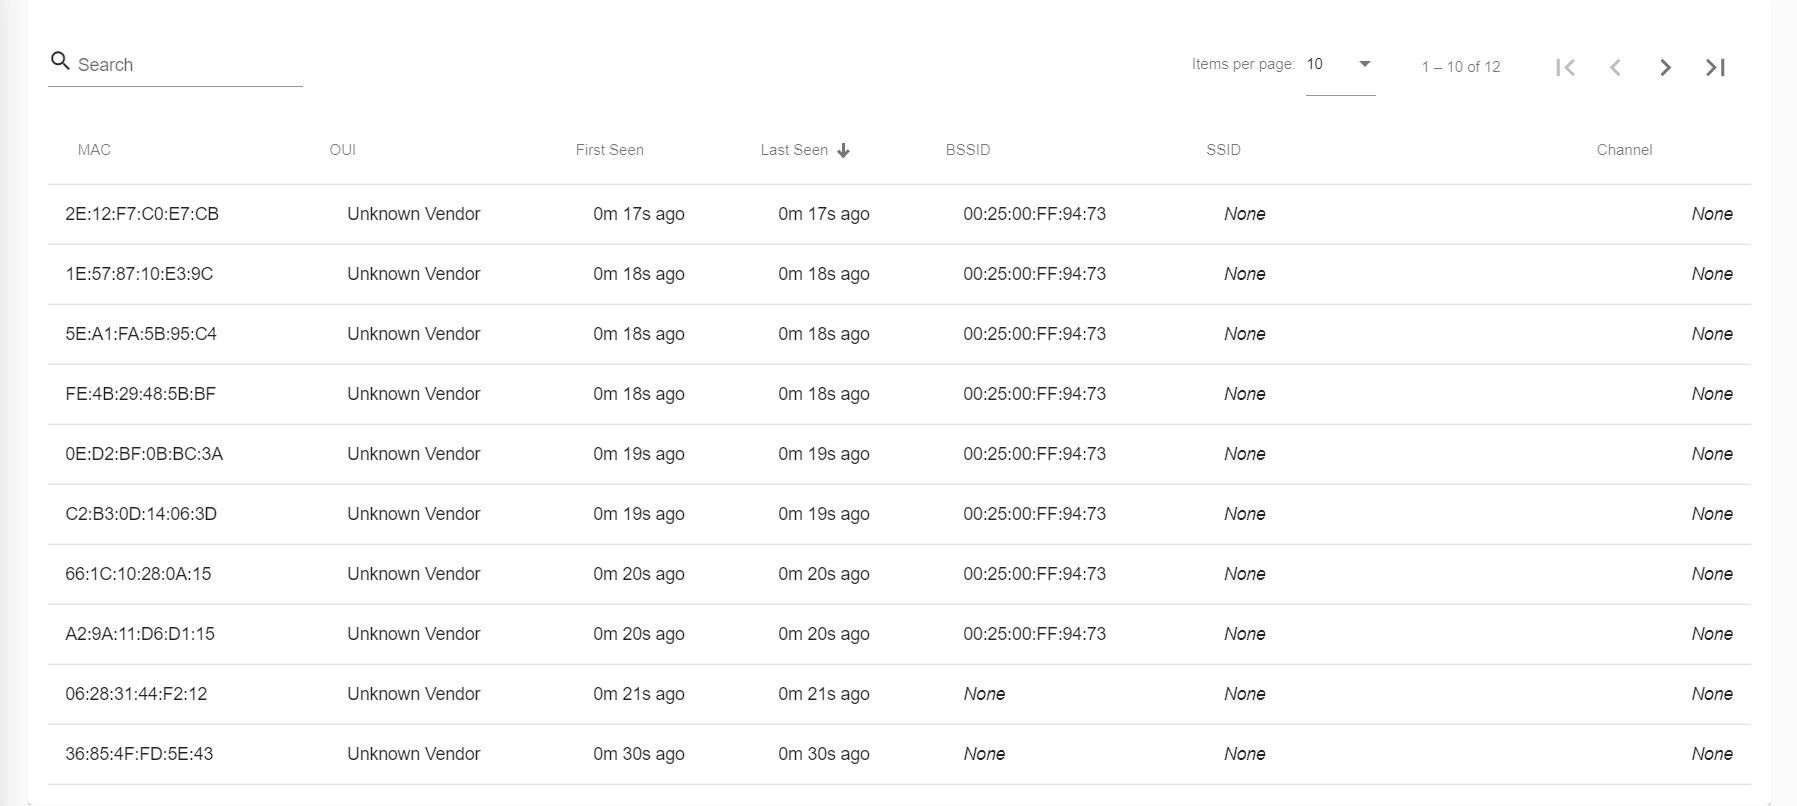 Search
Items per page: 10
1 – 10 of 12
MAC OUI First Seen Last Seen BSSID SSID Channel
2E:12:F7:C0:E7:CB Unknown Vendor 0m 17s ago 0m 17s ago 00:25:00:FF:94:73 None None
1E:57:87:10:E3:9C Unknown Vendor 0m 18s ago 0m 18s ago 00:25:00:FF:94:73 None None
5E:A1:FA:5B:95:C4 Unknown Vendor 0m 18s ago 0m 18s ago 00:25:00:FF:94:73 None None
FE:4B:29:48:5B:BF Unknown Vendor 0m 18s ago 0m 18s ago 00:25:00:FF:94:73 None None
0E:D2:BF:0B:BC:3A Unknown Vendor 0m 19s ago 0m 19s ago 00:25:00:FF:94:73 None None
C2:B3:0D:14:06:3D Unknown Vendor 0m 19s ago 0m 19s ago 00:25:00:FF:94:73 None None
66:1C:10:28:0A:15 Unknown Vendor 0m 20s ago 0m 20s ago 00:25:00:FF:94:73 None None
A2:9A:11:D6:D1:15 Unknown Vendor 0m 20s ago 0m 20s ago 00:25:00:FF:94:73 None None
06:28:31:44:F2:12 Unknown Vendor 0m 21s ago 0m 21s ago None None None
36:85:4F:FD:5E:43 Unknown Vendor 0m 30s ago 0m 30s ago None None None